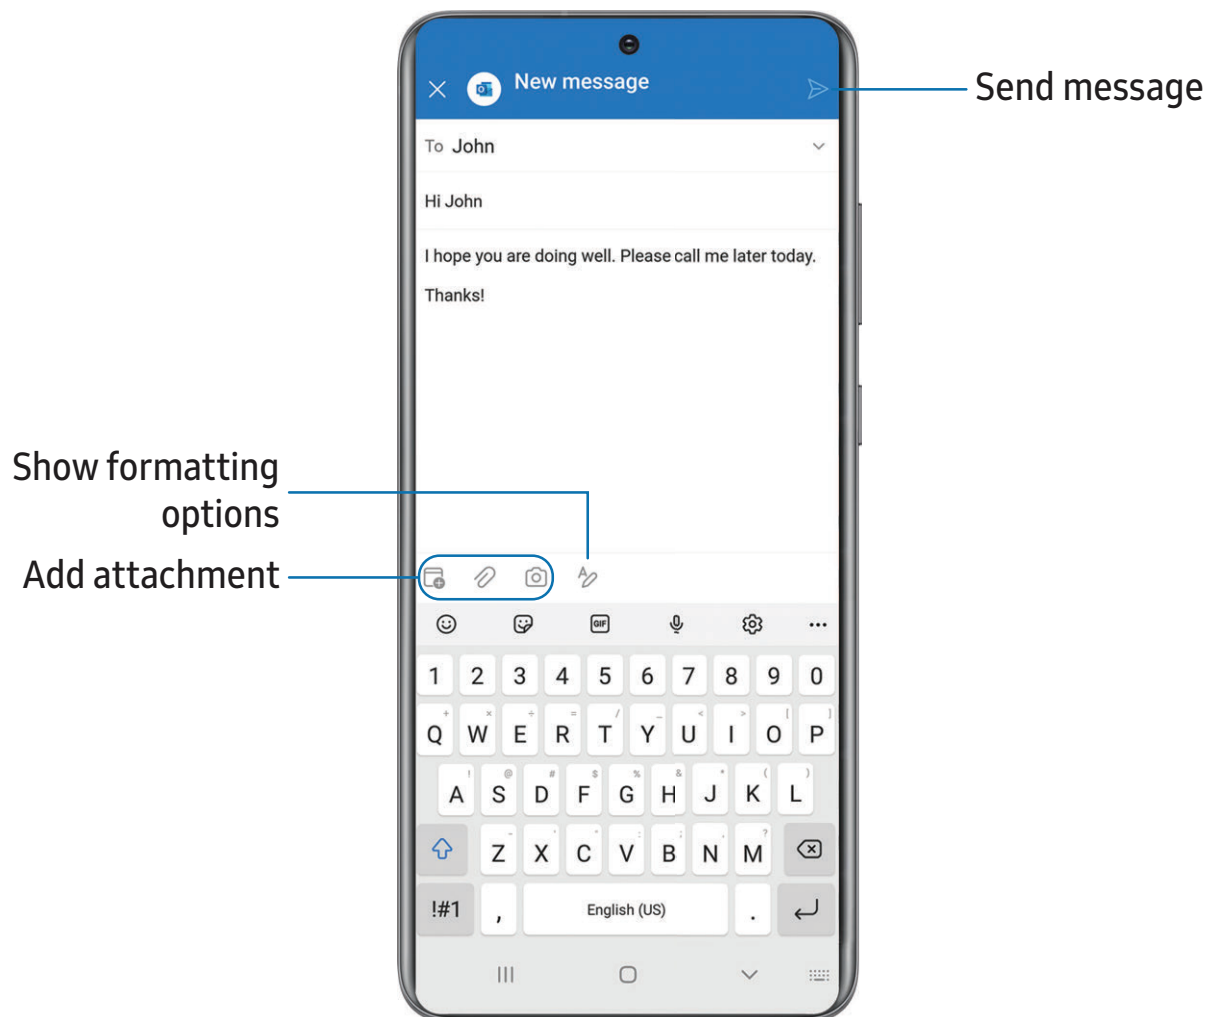 New message
Send message
To John
Hi John
I hope you are doing well. Please call me later today.
Thanks!
Show formatting
options
Add attachment
GIF
1 2 3 4 5 6 7 8 9 0
+ × ÷ = / _ < > [ ]
Q W E R T Y U I O P
! @ # $ % & * ( )
A S D F G H J K L
- ' " : ; , ?
Z X C V B N M
!#1 , English (US) .